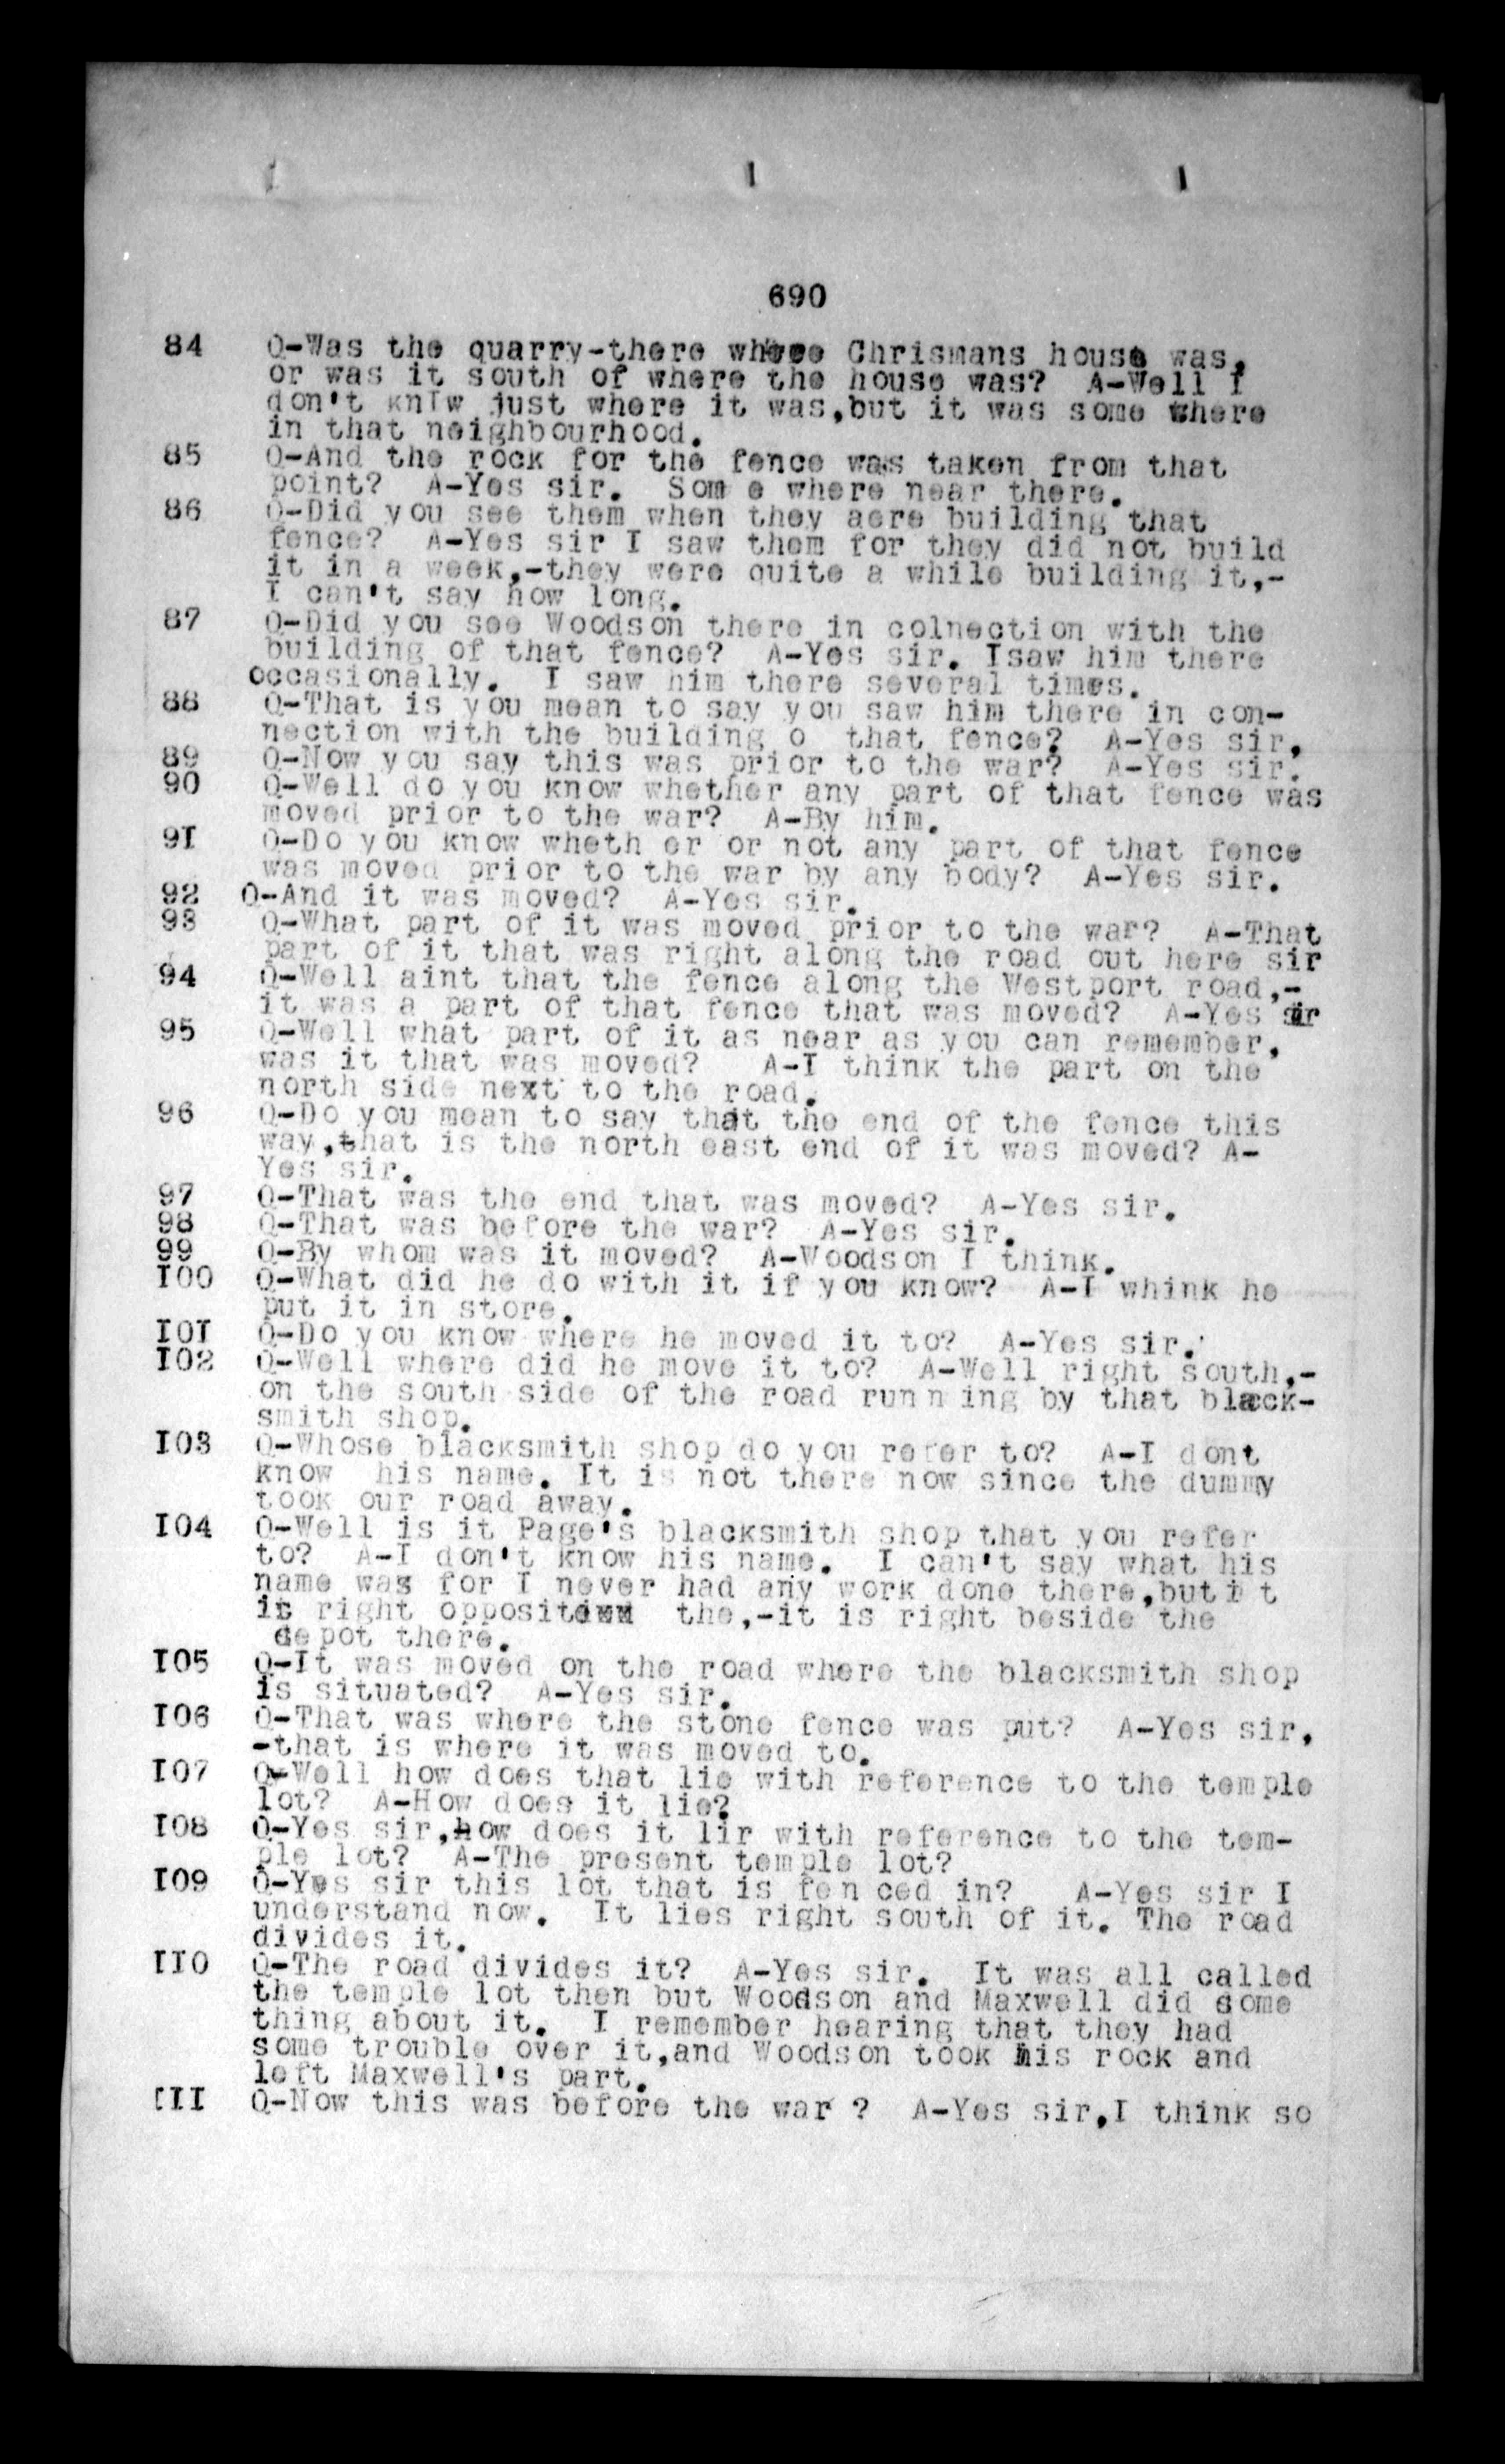 690
84 Q-Was the quarry-there where Chrismans house was,
or was it south of where the house was? A-Well I
don't knIw just where it was,but it was some where
in that neighbourhood.
85 Q-And the rock for the fence was taken from that
point? A-Yes sir. Som e where near there.
86 Q-Did you see them when they aere building that
fence? A-Yes sir I saw them for they did not build
it in a week,-they were quite a while building it,-
I can't say how long.
87 Q-Did you see Woodson there in colnection with the
building of that fence? A-Yes sir. Isaw him there
occasionally. I saw him there several times.
88 Q-That is you mean to say you saw him there in con-
nection with the building o that fence? A-Yes sir,
89 Q-Now you say this was prior to the war? A-Yes sir.
90 Q-Well do you know whether any part of that fence was
moved prior to the war? A-By him.
9I Q-Do you know wheth er or not any part of that fence
was moved prior to the war by any body? A-Yes sir.
92 Q-And it was moved? A-Yes sir.
93 Q-What part of it was moved prior to the war? A-That
part of it that was right along the road out here sir
94 Q-Well aint that the fence along the Westport road,-
it was a part of that fence that was moved? A-Yes sir
95 Q-Well what part of it as near as you can remember,
was it that was moved? A-I think the part on the
north side next to the road.
96 Q-Do you mean to say that the end of the fence this
way,that is the north east end of it was moved? A-
Yes sir.
97 Q-That was the end that was moved? A-Yes sir.
98 Q-That was before the war? A-Yes sir.
99 Q-By whom was it moved? A-Woodson I think.
I00 Q-What did he do with it if you know? A-I whink he
put it in store.
I0I Q-Do you know where he moved it to? A-Yes sir.
I02 Q-Well where did he move it to? A-Well right south,-
on the south side of the road runn ing by that black-
smith shop.
I03 Q-Whose blacksmith shop do you refer to? A-I dont
know his name. It is not there now since the dummy
took our road away.
I04 Q-Well is it Page's blacksmith shop that you refer
to? A-I don't know his name. I can't say what his
name was for I never had any work done there,but i t
is right opposit the,-it is right beside the
depot there.
I05 Q-It was moved on the road where the blacksmith shop
is situated? A-Yes sir.
I06 Q-That was where the stone fence was put? A-Yes sir,
-that is where it was moved to.
I07 Q-Well how does that lie with reference to the temple
lot? A-How does it lie?
I08 Q-Yes sir,how does it lir with reference to the tem-
ple lot? A-The present temple lot?
I09 Q-Yes sir this lot that is fen ced in? A-Yes sir I
understand now. It lies right south of it. The road
divides it.
II0 Q-The road divides it? A-Yes sir. It was all called
the temple lot then but Woodson and Maxwell did some
thing about it. I remember hearing that they had
some trouble over it,and Woodson took his rock and
left Maxwell's part.
III Q-Now this was before the war ? A-Yes sir,I think so